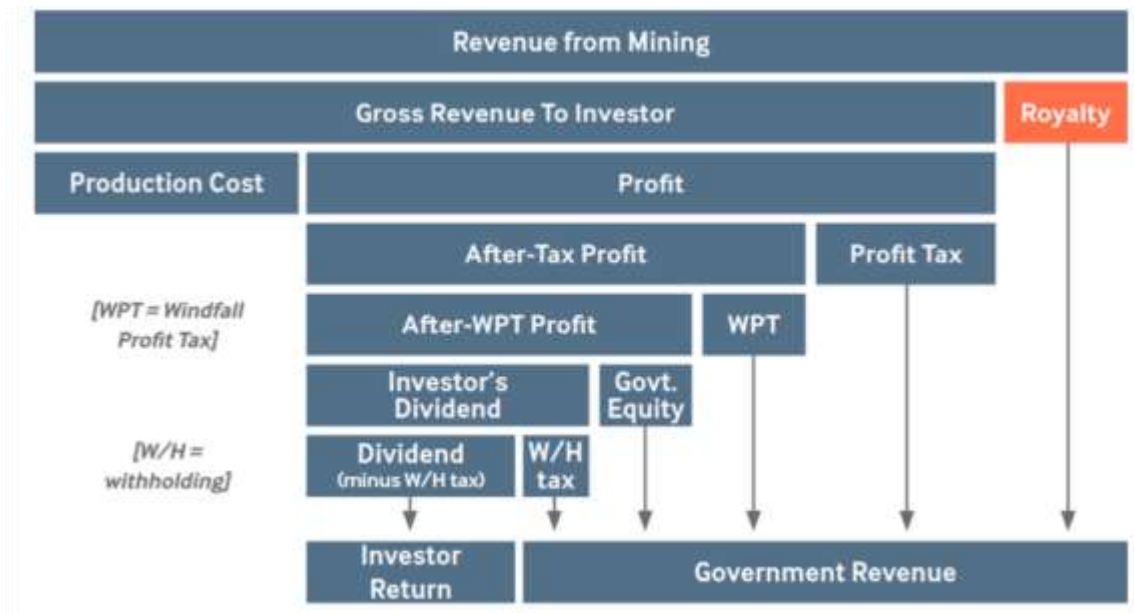 Revenue from Mining
Gross Revenue To Investor
Royalty
Production Cost
Profit
After-Tax Profit
Profit Tax
[WPT = Windfall
Profit Tax]
After-WPT Profit
WPT
Investor's
Dividend
Govt.
Equity
[W/H =
withholding]
Dividend
(minus W/H tax)
W/H
tax
Investor
Return
Government Revenue